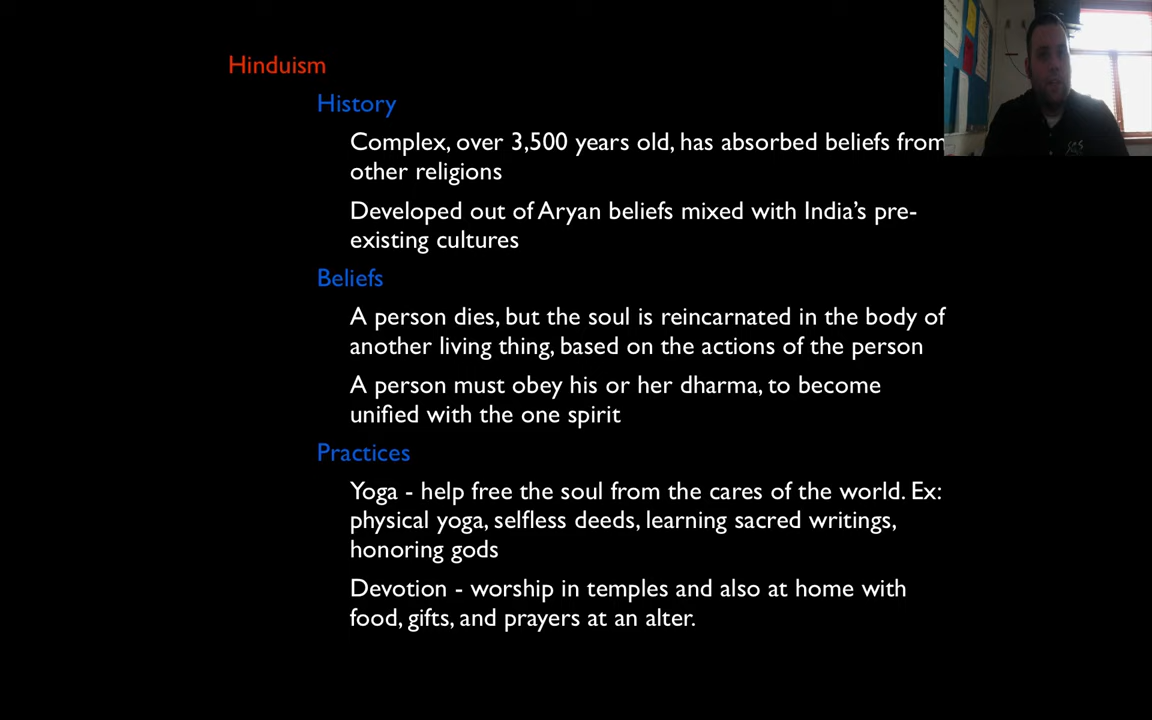 Hinduism
History
Complex, over 3,500 years old, has absorbed beliefs from
other religions
Developed out of Aryan beliefs mixed with India's pre-
existing cultures
Beliefs
A person dies, but the soul is reincarnated in the body of
another living thing, based on the actions of the person
A person must obey his or her dharma, to become
unified with the one spirit
Practices
Yoga - help free the soul from the cares of the world. Ex:
physical yoga, selfless deeds, learning sacred writings,
honoring gods
Devotion - worship in temples and also at home with
food, gifts, and prayers at an alter.